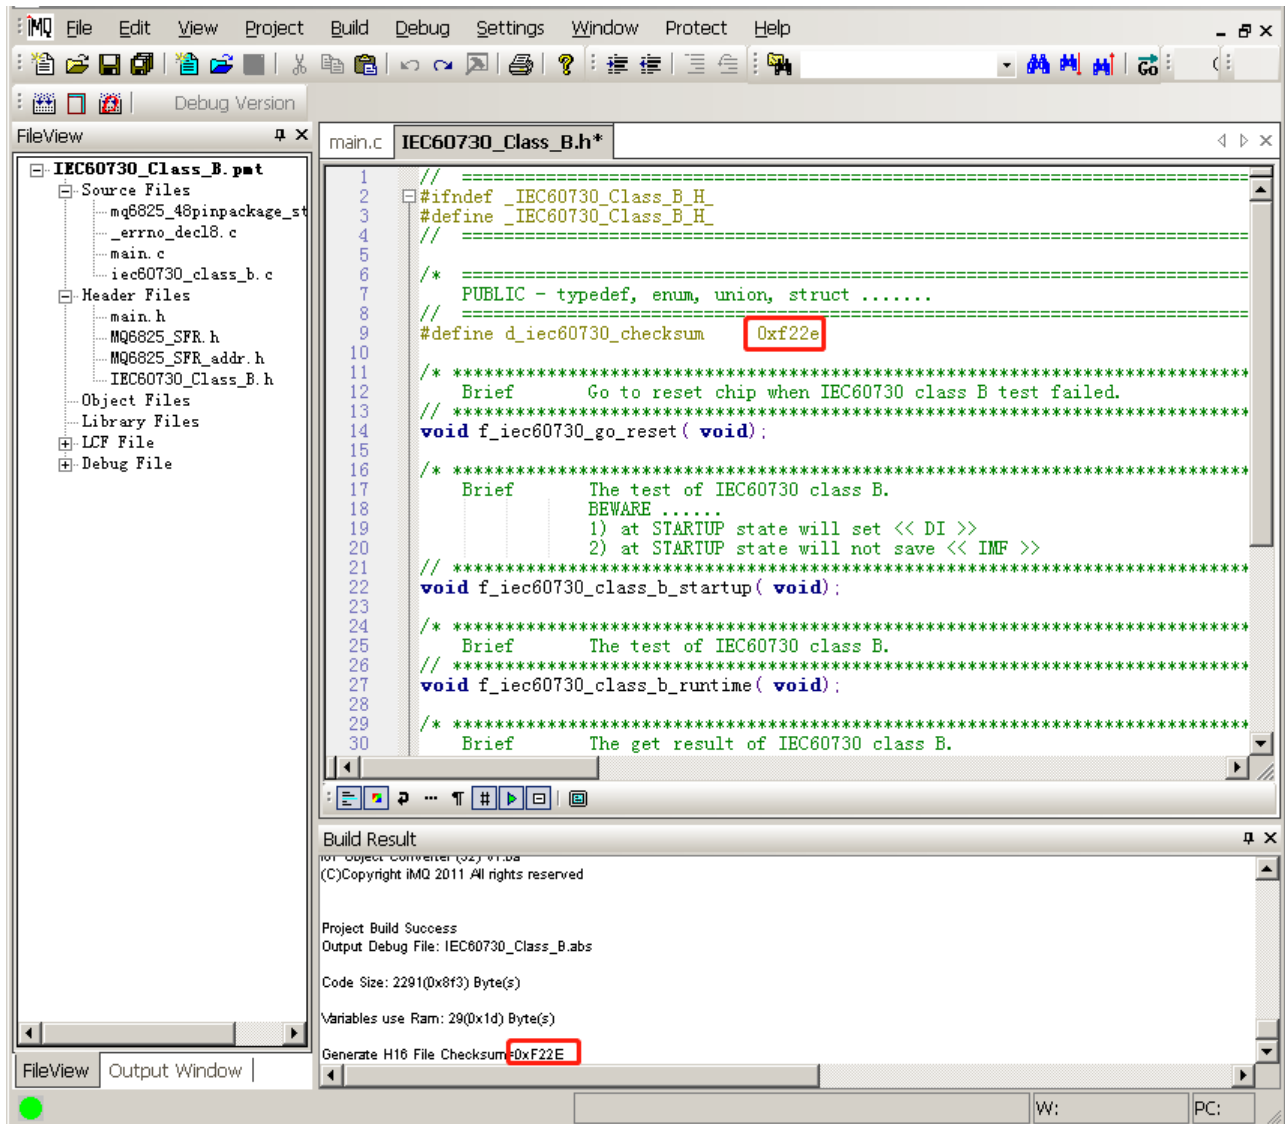 iMQ File Edit View Project Build Debug Settings Window Protect Help
GO
Debug Version
FileView
main.c IEC60730_Class_B.h*
IEC60730_Class_B.pmt
Source Files
mq6825_48pinpackage_st
_errno_decl8.c
main.c
iec60730_class_b.c
Header Files
main.h
MQ6825_SFR.h
MQ6825_SFR_addr.h
IEC60730_Class_B.h
Object Files
Library Files
LCF File
Debug File
1 // ===========================================================================
2 #ifndef _IEC60730_Class_B_H_
3 #define _IEC60730_Class_B_H_
4 // ===========================================================================
5
6 /* ===========================================================================
7 PUBLIC - typedef, enum, union, struct .......
8 // ===========================================================================
9 #define d_iec60730_checksum 0xf22e
10
11 /* ****************************************************************************
12 Brief Go to reset chip when IEC60730 class B test failed.
13 // ****************************************************************************
14 void f_iec60730_go_reset( void);
15
16 /* ****************************************************************************
17 Brief The test of IEC60730 class B.
18 BEWARE ......
19 1) at STARTUP state will set << DI >>
20 2) at STARTUP state will not save << IMF >>
21 // ****************************************************************************
22 void f_iec60730_class_b_startup( void);
23
24 /* ****************************************************************************
25 Brief The test of IEC60730 class B.
26 // ****************************************************************************
27 void f_iec60730_class_b_runtime( void);
28
29 /* ****************************************************************************
30 Brief The get result of IEC60730 class B.
Build Result
Object Converter (32) V1.ba
(C)Copyright iMQ 2011 All rights reserved
Project Build Success
Output Debug File: IEC60730_Class_B.abs
Code Size: 2291(0x8f3) Byte(s)
Variables use Ram: 29(0x1d) Byte(s)
Generate H16 File Checksum=0xF22E
FileView Output Window
W: PC: